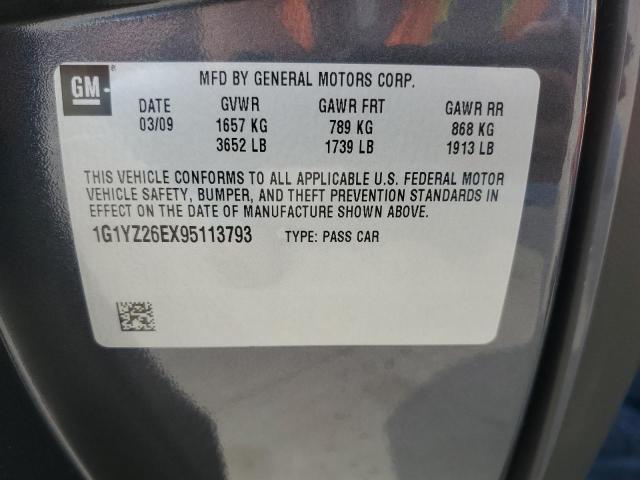 GM
MFD BY GENERAL MOTORS CORP.
DATE GVWR GAWR FRT GAWR RR
03/09 1657 KG 789 KG 868 KG
3652 LB 1739 LB 1913 LB
THIS VEHICLE CONFORMS TO ALL APPLICABLE U.S. FEDERAL MOTOR
VEHICLE SAFETY, BUMPER, AND THEFT PREVENTION STANDARDS IN
EFFECT ON THE DATE OF MANUFACTURE SHOWN ABOVE.
1G1YZ26EX95113793 TYPE: PASS CAR